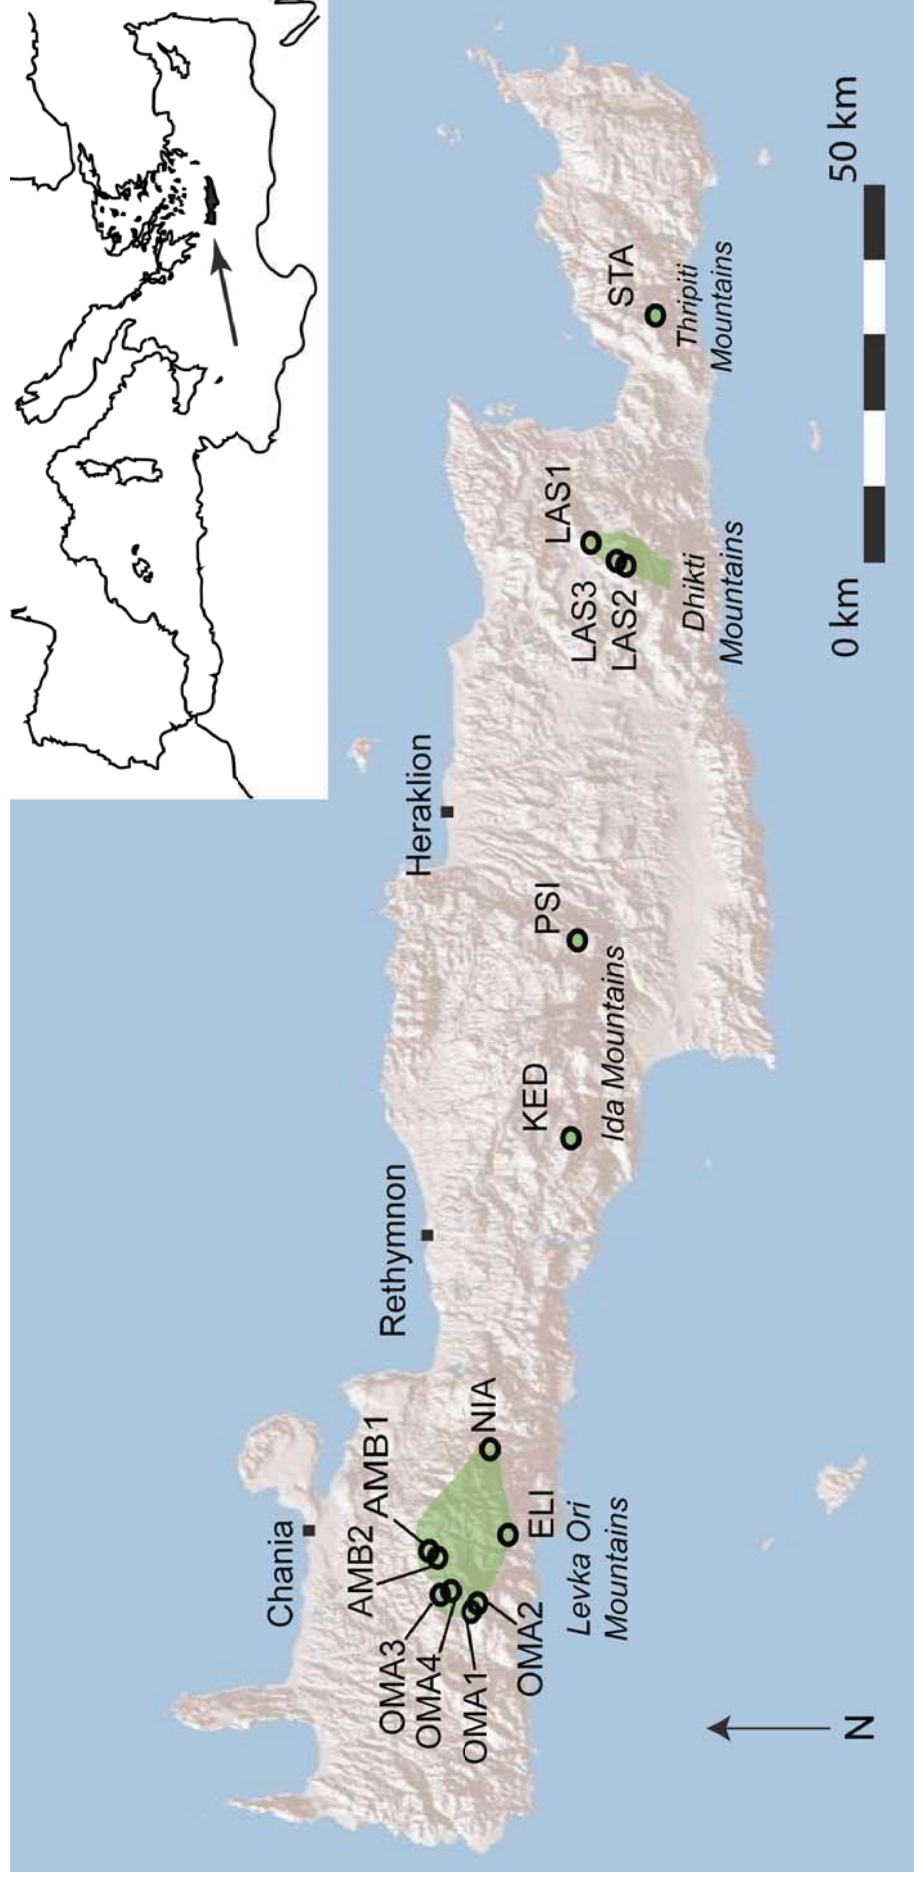 Chania
Rethymnon
Heraklion
AMB2
AMB1
OMA3
OMA4
OMA1
OMA2
NIA
ELI
Levka Ori
Mountains
KED
PSI
Ida Mountains
LAS1
LAS3
LAS2
Dhikti
Mountains
STA
Thripiti
Mountains
N
0 km
50 km